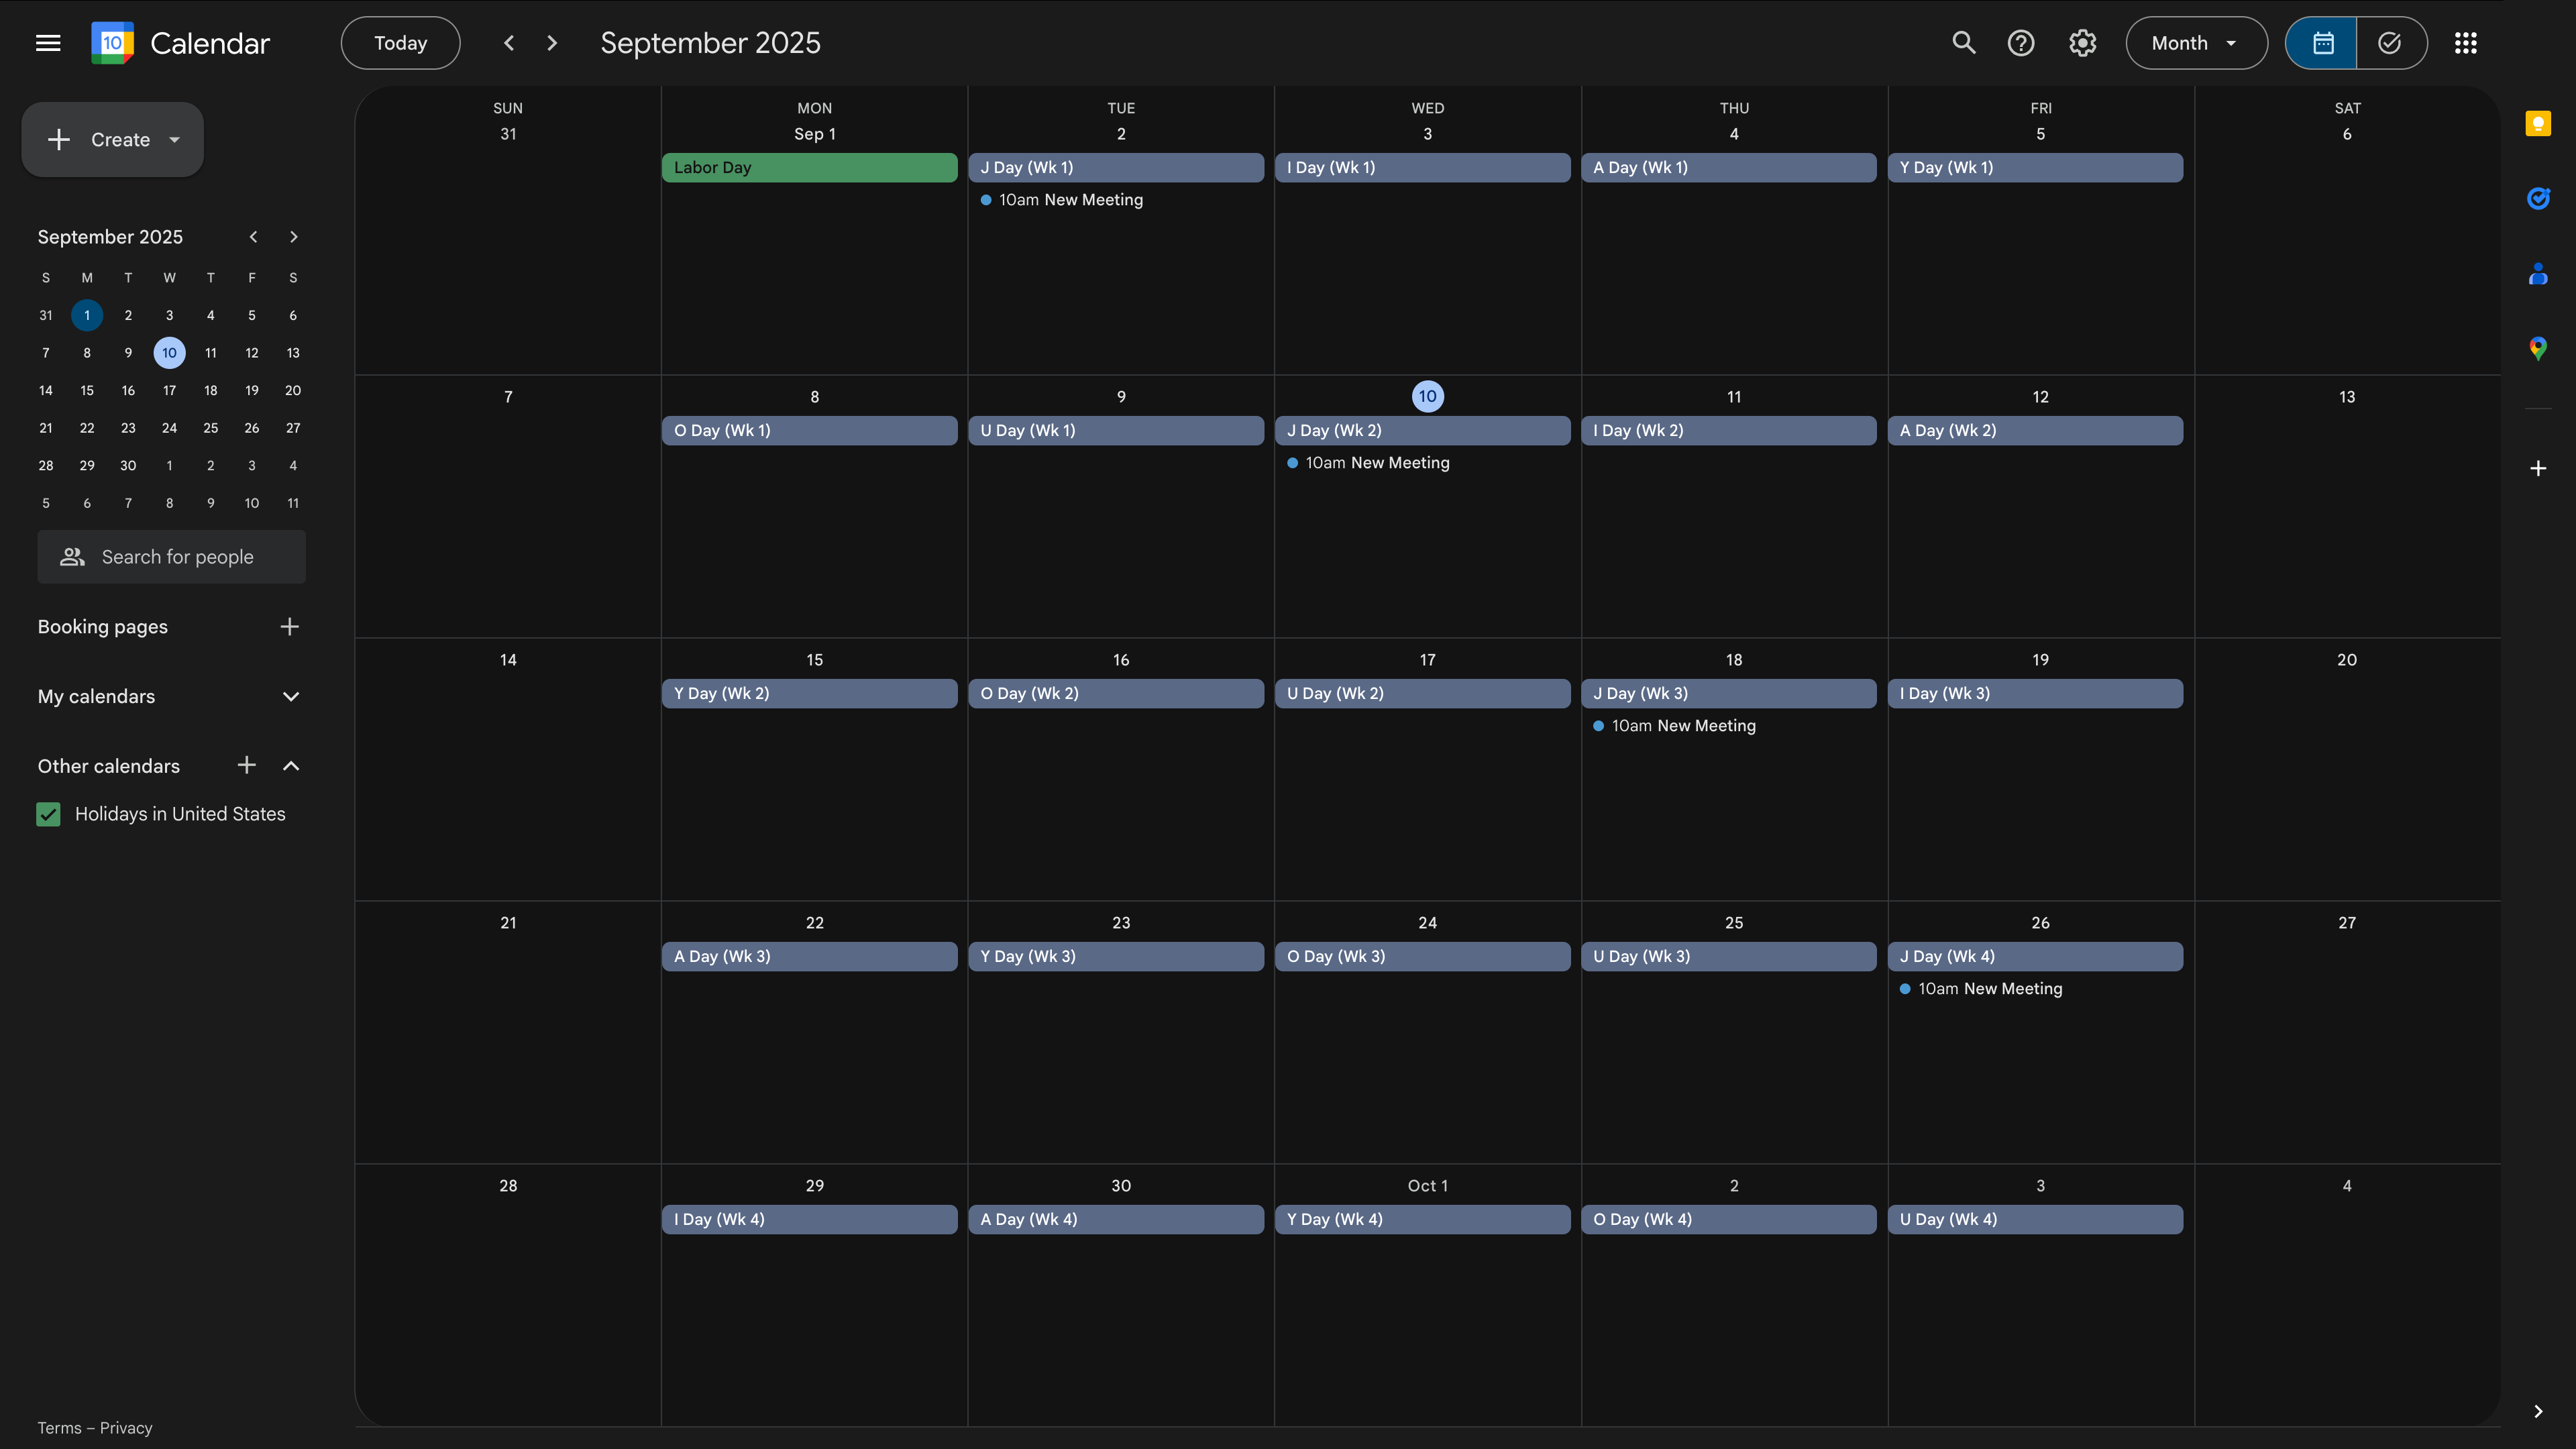 10 Calendar Today September 2025 Month
Create
September 2025
S M T W T F S
31 1 2 3 4 5 6
7 8 9 10 11 12 13
14 15 16 17 18 19 20
21 22 23 24 25 26 27
28 29 30 1 2 3 4
5 6 7 8 9 10 11
Search for people
Booking pages
My calendars
Other calendars
Holidays in United States
Terms – Privacy
SUN MON TUE WED THU FRI SAT
31 Sep 1 2 3 4 5 6
Labor Day J Day (Wk 1) I Day (Wk 1) A Day (Wk 1) Y Day (Wk 1)
10am New Meeting
7 8 9 10 11 12 13
O Day (Wk 1) U Day (Wk 1) J Day (Wk 2) I Day (Wk 2) A Day (Wk 2)
10am New Meeting
14 15 16 17 18 19 20
Y Day (Wk 2) O Day (Wk 2) U Day (Wk 2) J Day (Wk 3) I Day (Wk 3)
10am New Meeting
21 22 23 24 25 26 27
A Day (Wk 3) Y Day (Wk 3) O Day (Wk 3) U Day (Wk 3) J Day (Wk 4)
10am New Meeting
28 29 30 Oct 1 2 3 4
I Day (Wk 4) A Day (Wk 4) Y Day (Wk 4) O Day (Wk 4) U Day (Wk 4)